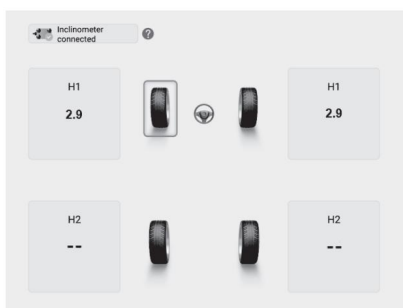 Inclinometer
connected
?
H1
2.9
H1
2.9
H2
--
H2
--